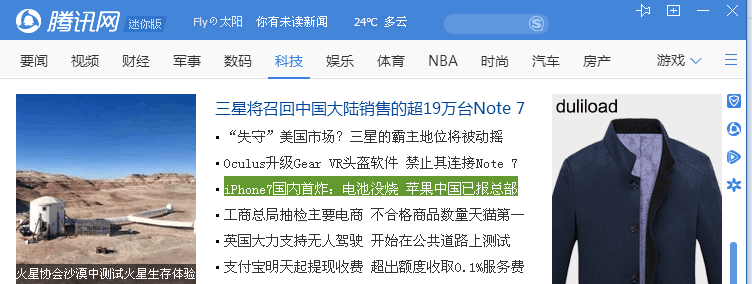 腾讯网 迷你版 Fly の太阳 你有未读新闻 24℃ 多云
要闻 视频 财经 军事 数码 科技 娱乐 体育 NBA 时尚 汽车 房产 游戏
三星将召回中国大陆销售的超19万台Note 7
“失守”美国市场？三星的霸主地位将被动摇
Oculus升级Gear VR头盔软件 禁止其连接Note 7
iPhone7国内首炸：电池没烧 苹果中国已报总部
工商总局抽检主要电商 不合格商品数量天猫第一
英国大力支持无人驾驶 开始在公共道路上测试
支付宝明天起提现收费 超出额度收取0.1%服务费
火星协会沙漠中测试火星生存体验
duliload